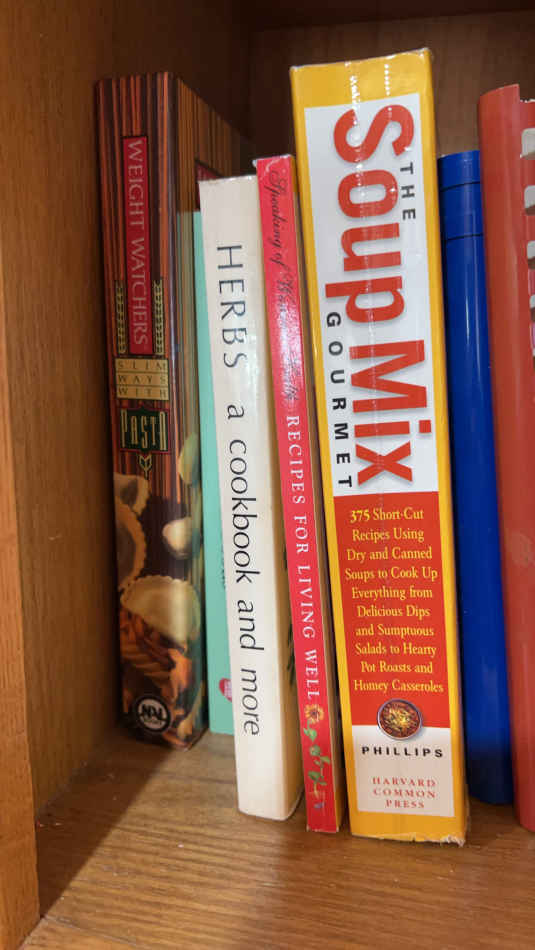 WEIGHT WATCHERS
SLIM
WAYS
WITH
PASTA
HERBS a cookbook and more
Speaking of
RECIPES FOR LIVING WELL
THE
Soup Mix
GOURMET
375 Short-Cut
Recipes Using
Dry and Canned
Soups to Cook Up
Everything from
Delicious Dips
and Sumptuous
Salads to Hearty
Pot Roasts and
Homey Casseroles
PHILLIPS
HARVARD
COMMON
PRESS